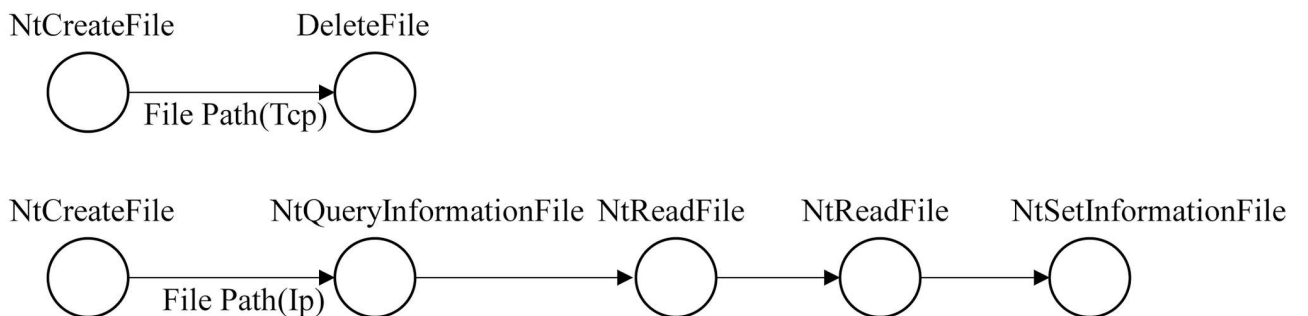 NtCreateFile DeleteFile
File Path(Tcp)
NtCreateFile NtQueryInformationFile NtReadFile NtReadFile NtSetInformationFile
File Path(Ip)